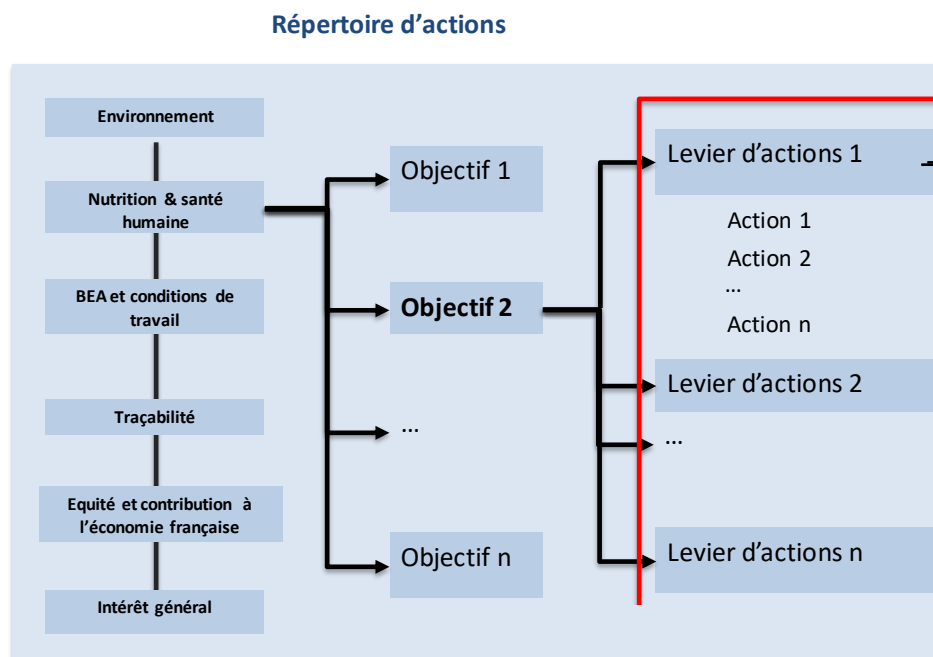 Répertoire d’actions
Environnement
Nutrition & santé
humaine
BEA et conditions de
travail
Traçabilité
Equité et contribution à
l’économie française
Intérêt général
Objectif 1
Objectif 2
...
Objectif n
Levier d’actions 1
Action 1
Action 2
...
Action n
Levier d’actions 2
...
Levier d’actions n